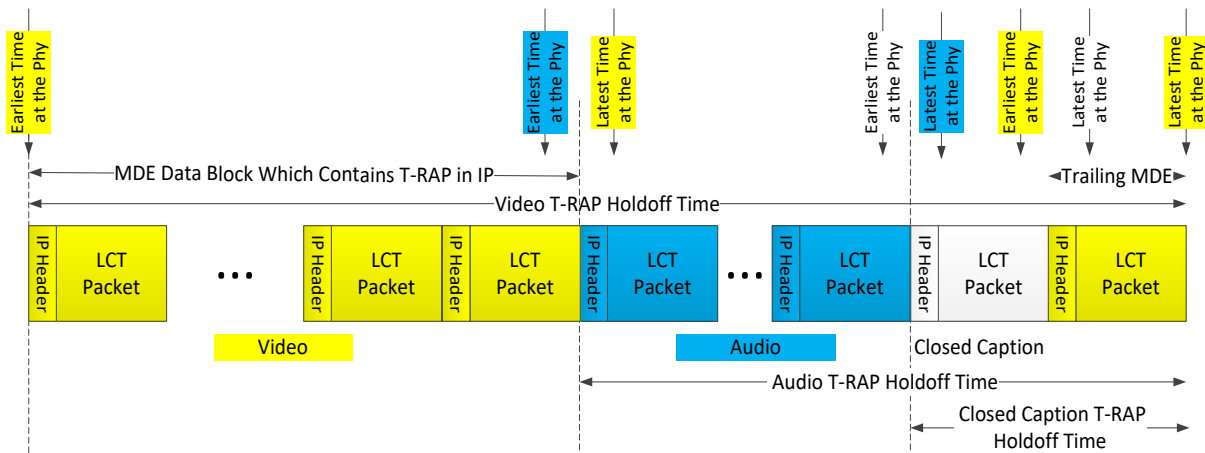 Earliest Time
at the Phy
Earliest Time
at the Phy
Latest Time
at the Phy
Earliest Time
at the Phy
Latest Time
at the Phy
Earliest Time
at the Phy
Latest Time
at the Phy
Latest Time
at the Phy
MDE Data Block Which Contains T-RAP in IP
Trailing MDE
Video T-RAP Holdoff Time
IP Header
LCT
Packet
...
IP Header
LCT
Packet
IP Header
LCT
Packet
IP Header
LCT
Packet
...
IP Header
LCT
Packet
IP Header
LCT
Packet
IP Header
LCT
Packet
Video
Audio
Closed Caption
Audio T-RAP Holdoff Time
Closed Caption T-RAP
Holdoff Time